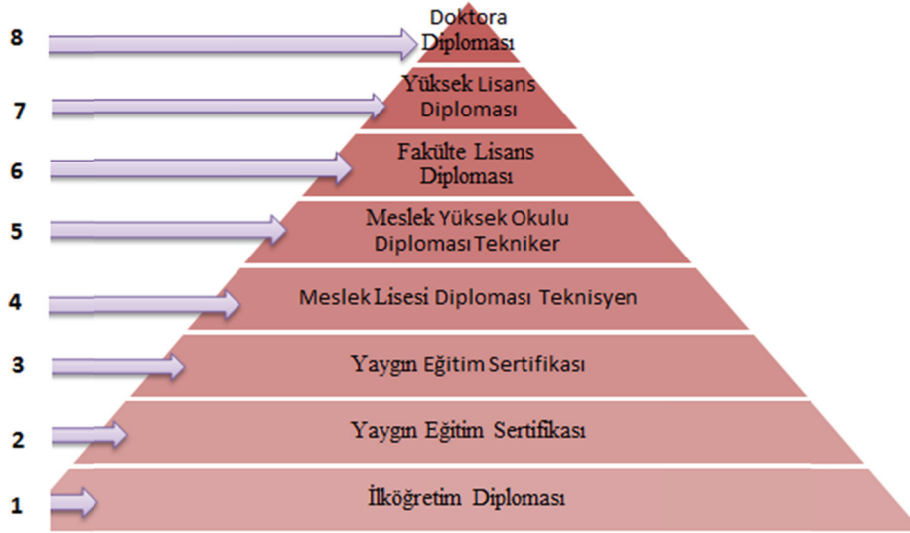 8
Doktora
Diploması
7
Yüksek Lisans
Diploması
6
Fakülte Lisans
Diploması
5
Meslek Yüksek Okulu
Diploması Tekniker
4
Meslek Lisesi Diploması Teknisyen
3
Yaygın Eğitim Sertifikası
2
Yaygın Eğitim Sertifikası
1
İlköğretim Diploması